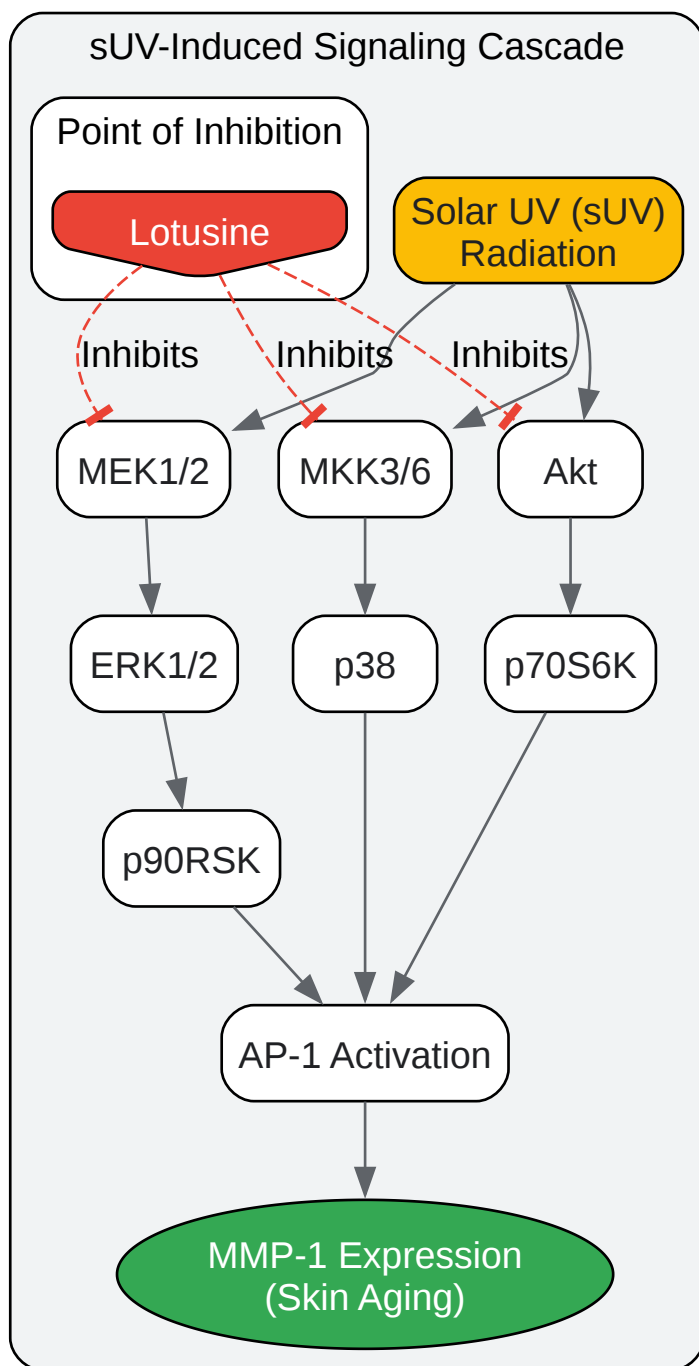 sUV-Induced Signaling Cascade
Point of Inhibition
Lotusine
Solar UV (sUV)
Radiation
Inhibits
Inhibits
Inhibits
MEK1/2
MKK3/6
Akt
ERK1/2
p38
p70S6K
p90RSK
AP-1 Activation
MMP-1 Expression
(Skin Aging)